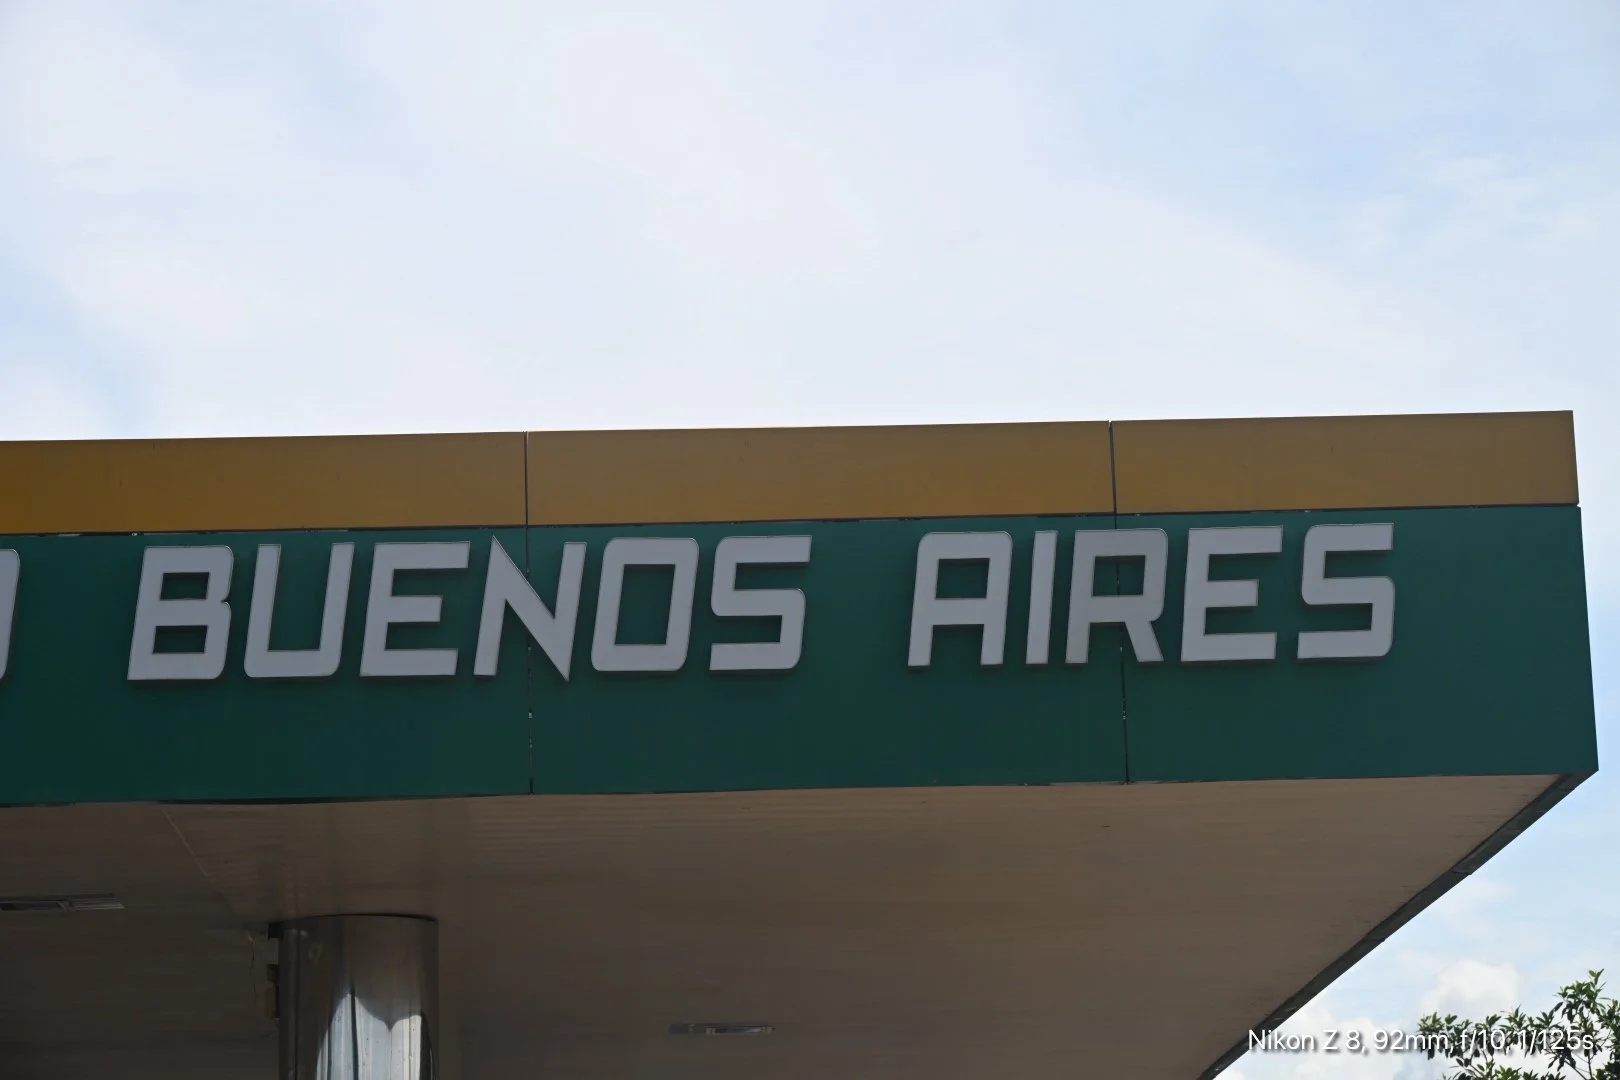 BUENOS AIRES
Nikon Z 8, 92mm, f/10, 1/125s